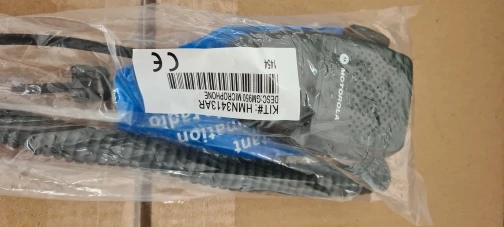 KIT#: HMN3413AR
DESC:GM950 MICROPHONE
1454
CE
MOTOROLA